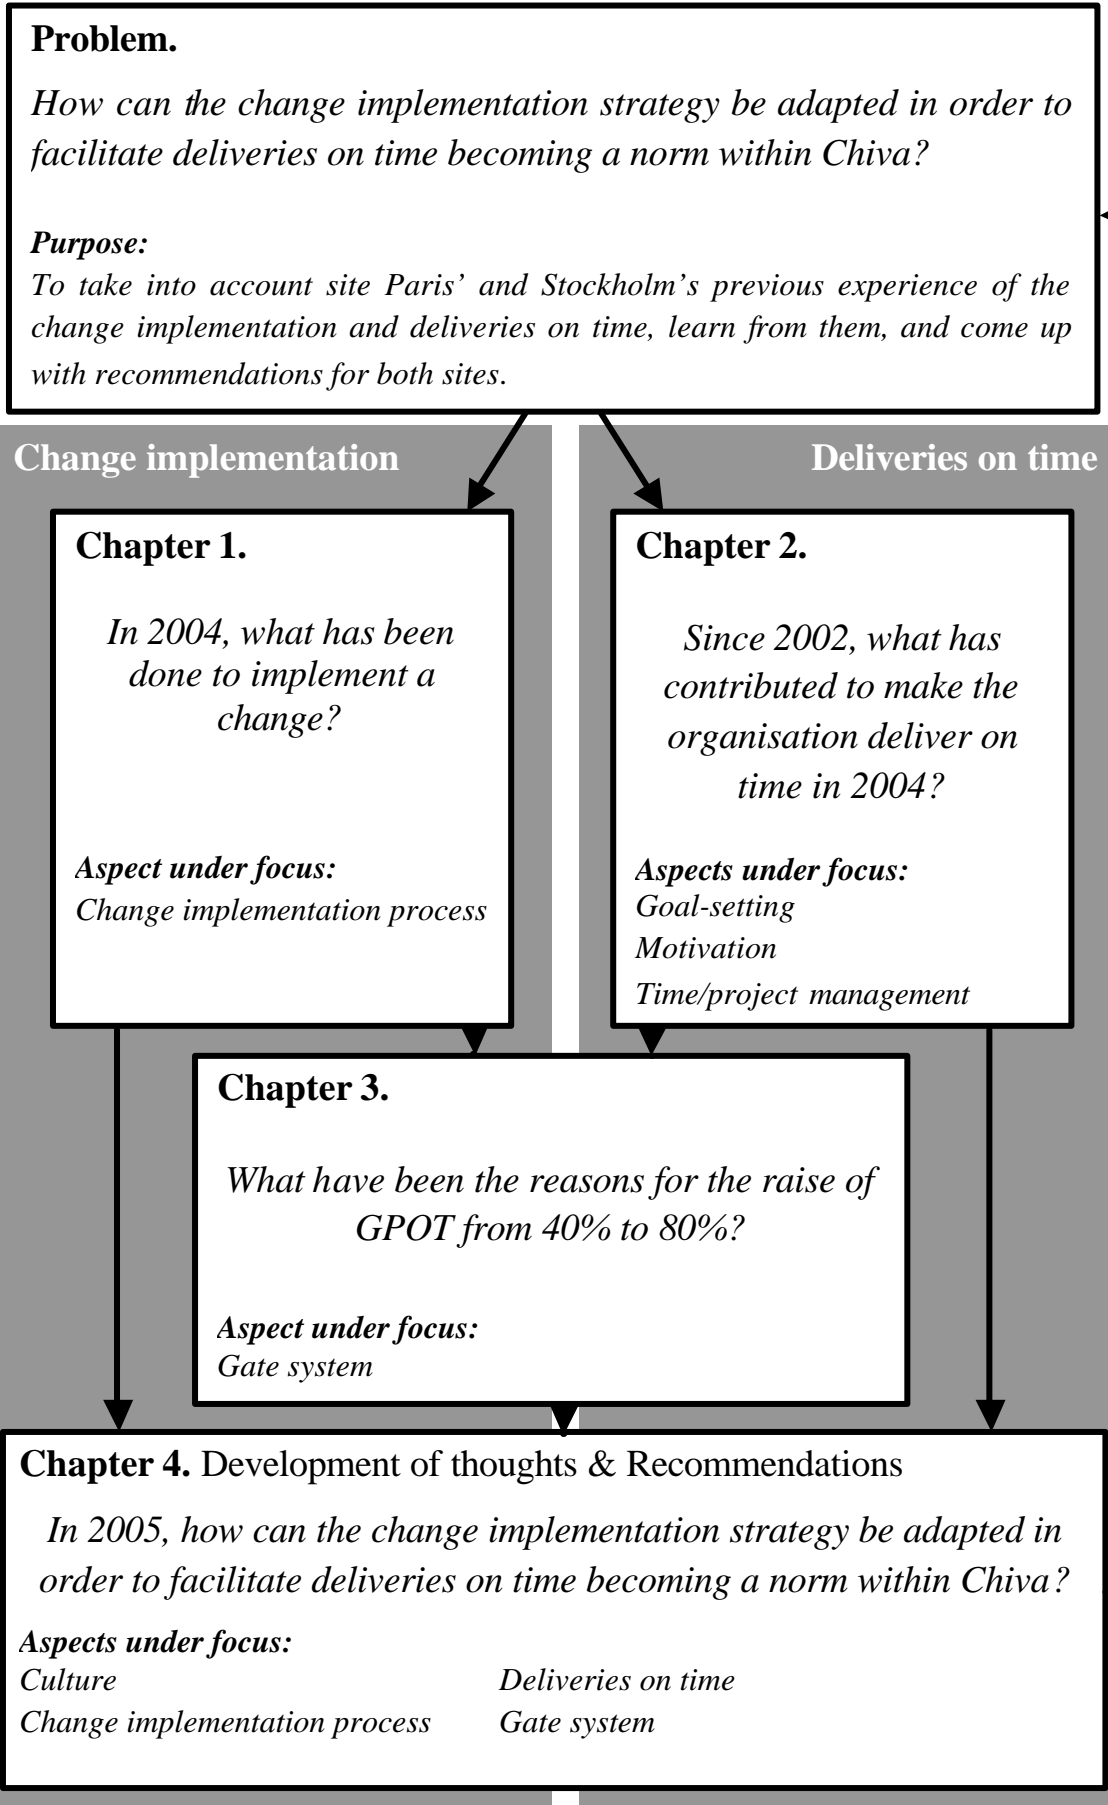 Problem.
How can the change implementation strategy be adapted in order to
facilitate deliveries on time becoming a norm within Chiva?
Purpose:
To take into account site Paris' and Stockholm's previous experience of the
change implementation and deliveries on time, learn from them, and come up
with recommendations for both sites.
Change implementation
Deliveries on time
Chapter 1.
In 2004, what has been
done to implement a
change?
Aspect under focus:
Change implementation process
Chapter 2.
Since 2002, what has
contributed to make the
organisation deliver on
time in 2004?
Aspects under focus:
Goal-setting
Motivation
Time/project management
Chapter 3.
What have been the reasons for the raise of
GPOT from 40% to 80%?
Aspect under focus:
Gate system
Chapter 4. Development of thoughts & Recommendations
In 2005, how can the change implementation strategy be adapted in
order to facilitate deliveries on time becoming a norm within Chiva?
Aspects under focus:
Culture
Change implementation process
Deliveries on time
Gate system